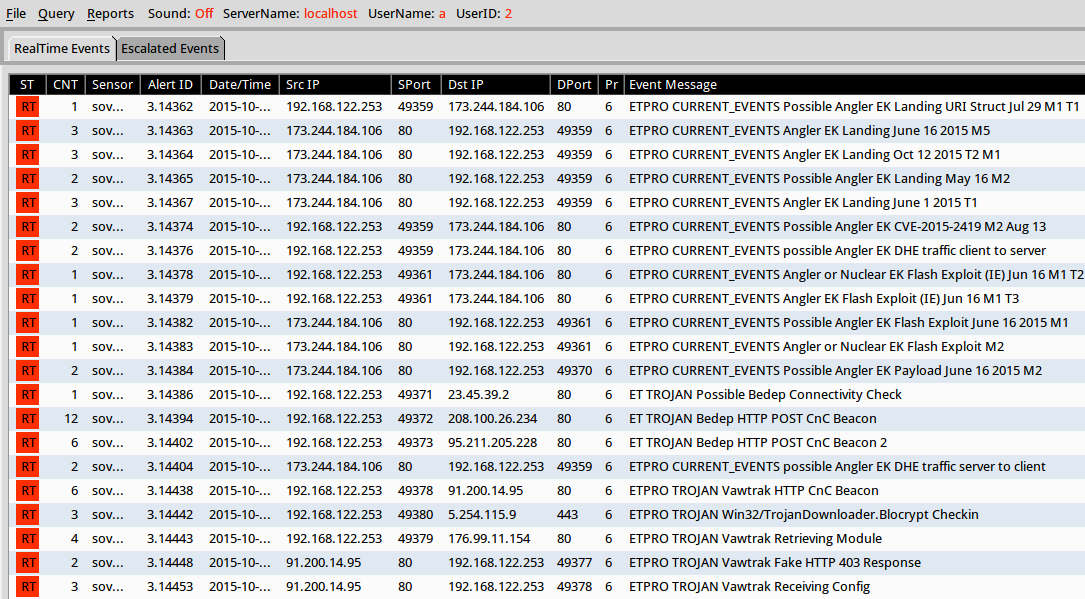 File Query Reports Sound: Off ServerName: localhost UserName: a UserID: 2
RealTime Events Escalated Events
ST CNT Sensor Alert ID Date/Time Src IP SPort Dst IP DPort Pr Event Message
RT 1 sov... 3.14362 2015-10-... 192.168.122.253 49359 173.244.184.106 80 6 ETPRO CURRENT_EVENTS Possible Angler EK Landing URI Struct Jul 29 M1 T1
RT 3 sov... 3.14363 2015-10-... 173.244.184.106 80 192.168.122.253 49359 6 ETPRO CURRENT_EVENTS Angler EK Landing June 16 2015 M5
RT 3 sov... 3.14364 2015-10-... 173.244.184.106 80 192.168.122.253 49359 6 ETPRO CURRENT_EVENTS Angler EK Landing Oct 12 2015 T2 M1
RT 2 sov... 3.14365 2015-10-... 173.244.184.106 80 192.168.122.253 49359 6 ETPRO CURRENT_EVENTS Possible Angler EK Landing May 16 M2
RT 3 sov... 3.14367 2015-10-... 173.244.184.106 80 192.168.122.253 49359 6 ETPRO CURRENT_EVENTS Angler EK Landing June 1 2015 T1
RT 2 sov... 3.14374 2015-10-... 192.168.122.253 49359 173.244.184.106 80 6 ETPRO CURRENT_EVENTS Possible Angler EK CVE-2015-2419 M2 Aug 13
RT 2 sov... 3.14376 2015-10-... 192.168.122.253 49359 173.244.184.106 80 6 ETPRO CURRENT_EVENTS possible Angler EK DHE traffic client to server
RT 1 sov... 3.14378 2015-10-... 192.168.122.253 49361 173.244.184.106 80 6 ETPRO CURRENT_EVENTS Angler or Nuclear EK Flash Exploit (IE) Jun 16 M1 T2
RT 1 sov... 3.14379 2015-10-... 192.168.122.253 49361 173.244.184.106 80 6 ETPRO CURRENT_EVENTS Angler EK Flash Exploit (IE) Jun 16 M1 T3
RT 1 sov... 3.14382 2015-10-... 173.244.184.106 80 192.168.122.253 49361 6 ETPRO CURRENT_EVENTS Possible Angler EK Flash Exploit June 16 2015 M1
RT 1 sov... 3.14383 2015-10-... 173.244.184.106 80 192.168.122.253 49361 6 ETPRO CURRENT_EVENTS Angler or Nuclear EK Flash Exploit M2
RT 2 sov... 3.14384 2015-10-... 173.244.184.106 80 192.168.122.253 49370 6 ETPRO CURRENT_EVENTS Possible Angler EK Payload June 16 2015 M2
RT 1 sov... 3.14386 2015-10-... 192.168.122.253 49371 23.45.39.2 80 6 ET TROJAN Possible Bedep Connectivity Check
RT 12 sov... 3.14394 2015-10-... 192.168.122.253 49372 208.100.26.234 80 6 ET TROJAN Bedep HTTP POST CnC Beacon
RT 6 sov... 3.14402 2015-10-... 192.168.122.253 49373 95.211.205.228 80 6 ET TROJAN Bedep HTTP POST CnC Beacon 2
RT 2 sov... 3.14404 2015-10-... 173.244.184.106 80 192.168.122.253 49359 6 ETPRO CURRENT_EVENTS possible Angler EK DHE traffic server to client
RT 6 sov... 3.14438 2015-10-... 192.168.122.253 49378 91.200.14.95 80 6 ETPRO TROJAN Vawtrak HTTP CnC Beacon
RT 3 sov... 3.14442 2015-10-... 192.168.122.253 49380 5.254.115.9 443 6 ETPRO TROJAN Win32/TrojanDownloader.Blocrypt Checkin
RT 4 sov... 3.14443 2015-10-... 192.168.122.253 49379 176.99.11.154 80 6 ETPRO TROJAN Vawtrak Retrieving Module
RT 2 sov... 3.14448 2015-10-... 91.200.14.95 80 192.168.122.253 49377 6 ETPRO TROJAN Vawtrak Fake HTTP 403 Response
RT 3 sov... 3.14453 2015-10-... 91.200.14.95 80 192.168.122.253 49378 6 ETPRO TROJAN Vawtrak Receiving Config